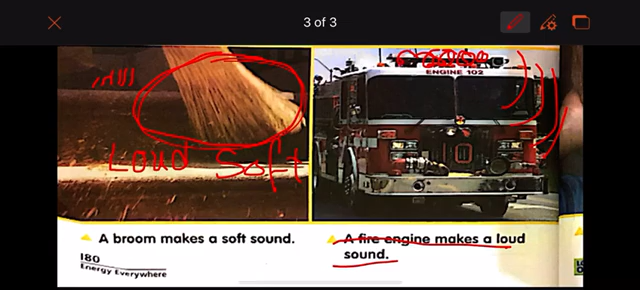 3 of 3
ENGINE 102
Loud Soft
A broom makes a soft sound.
A fire engine makes a loud
sound.
180
Energy Everywhere